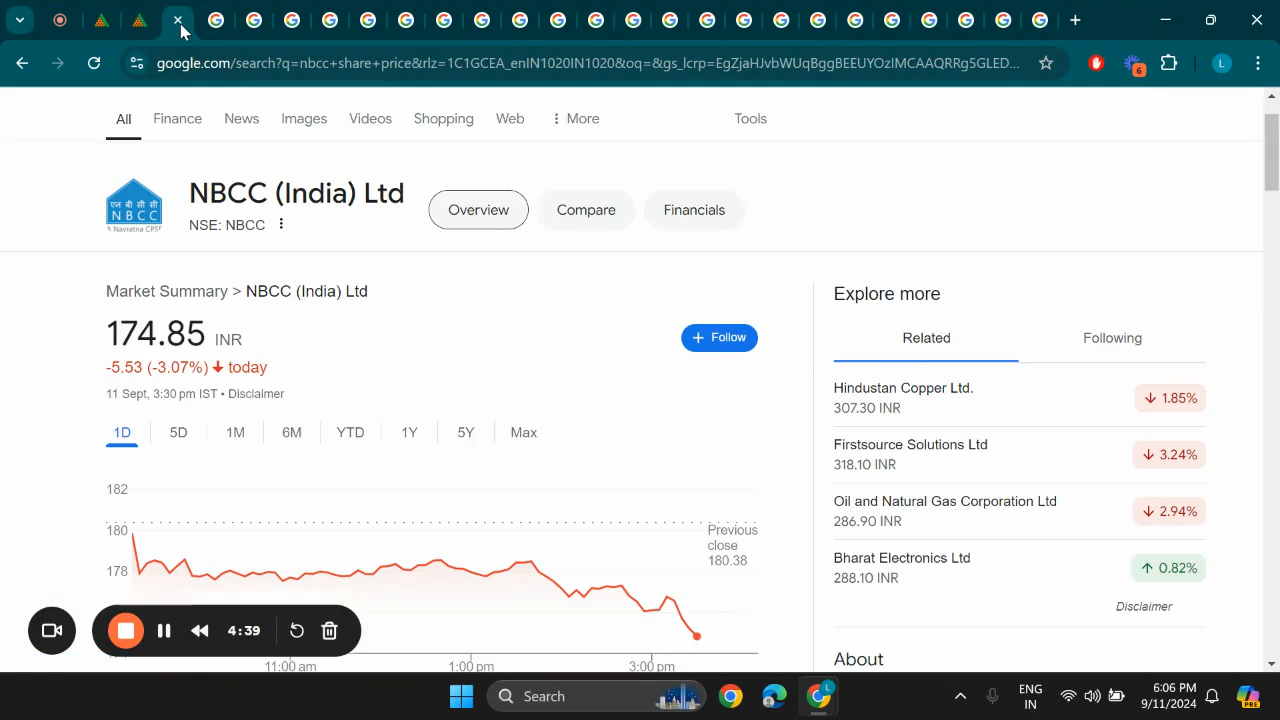 google.com/search?q=nbcc+share+price&rlz=1C1GCEA_enIN1020IN1020&oq=&gs_lcrp=EgZjaHJvbWUqBggBEEUYOzIMCAAQRRg5GLED...
6
L
All Finance News Images Videos Shopping Web More Tools
एन बी सी सी
NBCC
A Navratna CPSE
NBCC (India) Ltd
NSE: NBCC
Overview Compare Financials
Market Summary > NBCC (India) Ltd
174.85 INR
-5.53 (-3.07%) today
11 Sept, 3:30 pm IST • Disclaimer
Follow
1D 5D 1M 6M YTD 1Y 5Y Max
182
180
178
Previous
close
180.38
11:00 am 1:00 pm 3:00 pm
Explore more
Related Following
Hindustan Copper Ltd.
307.30 INR
1.85%
Firstsource Solutions Ltd
318.10 INR
3.24%
Oil and Natural Gas Corporation Ltd
286.90 INR
2.94%
Bharat Electronics Ltd
288.10 INR
0.82%
Disclaimer
About
4:39
Search
L
ENG
IN
6:06 PM
9/11/2024
PRE